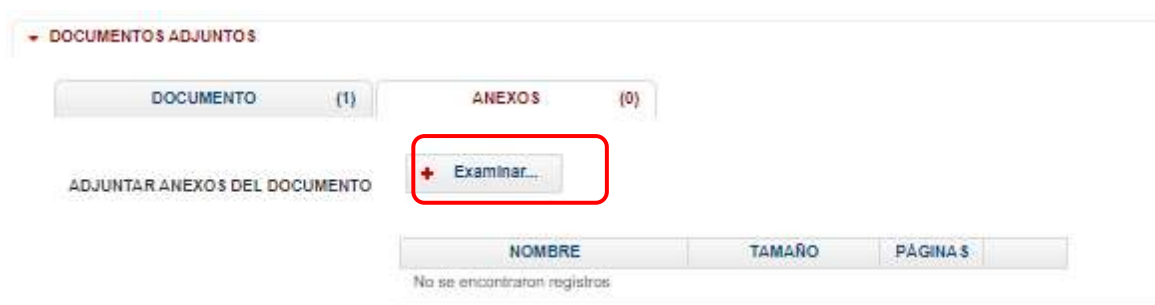 DOCUMENTOS ADJUNTOS
DOCUMENTO (1) ANEXOS (0)
ADJUNTAR ANEXOS DEL DOCUMENTO Examinar...
NOMBRE TAMAÑO PÁGINAS
No se encontraron registros